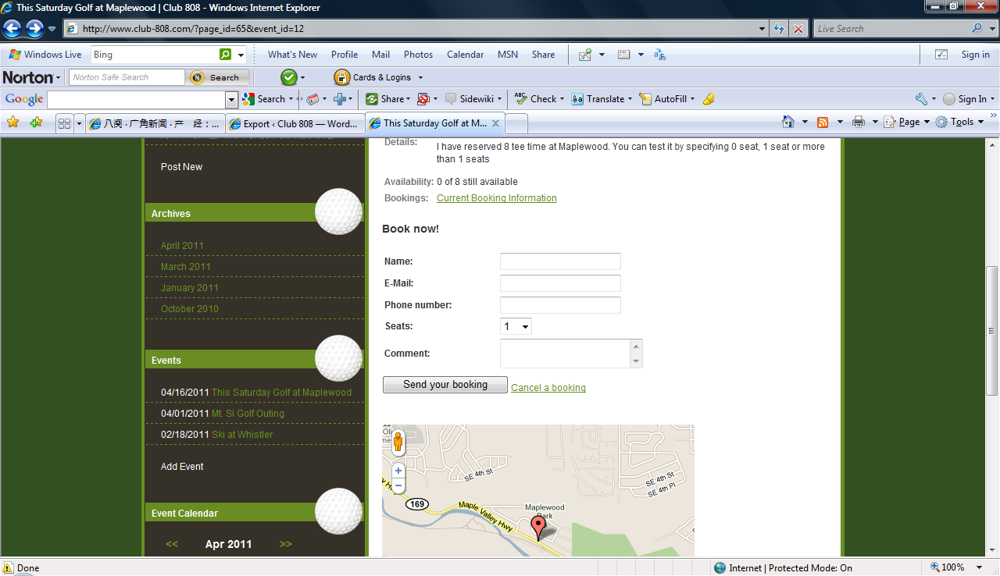 This Saturday Golf at Maplewood | Club 808 - Windows Internet Explorer
http://www.club-808.com/?page_id=65&event_id=12
Live Search
Windows Live
Bing
What's New
Profile
Mail
Photos
Calendar
MSN
Share
Sign in
Norton
Norton Safe Search
Search
Cards & Logins
Google
Search
Share
Sidewiki
Check
Translate
AutoFill
Sign In
八闽 · 广角新闻 · 产 经：...
Export ‹ Club 808 — Word...
This Saturday Golf at M...
Page
Tools
Post New
Archives
April 2011
March 2011
January 2011
October 2010
Events
04/16/2011 This Saturday Golf at Maplewood
04/01/2011 Mt. Si Golf Outing
02/18/2011 Ski at Whistler
Add Event
Event Calendar
<< Apr 2011 >>
Details:
I have reserved 8 tee time at Maplewood. You can test it by specifying 0 seat, 1 seat or more
than 1 seats
Availability: 0 of 8 still available
Bookings: Current Booking Information
Book now!
Name:
E-Mail:
Phone number:
Seats: 1
Comment:
Send your booking Cancel a booking
SE 4th St
SE 4th St
SE 4th Pl
169
Maple Valley Hwy
Maplewood
Park
Done
Internet | Protected Mode: On
100%